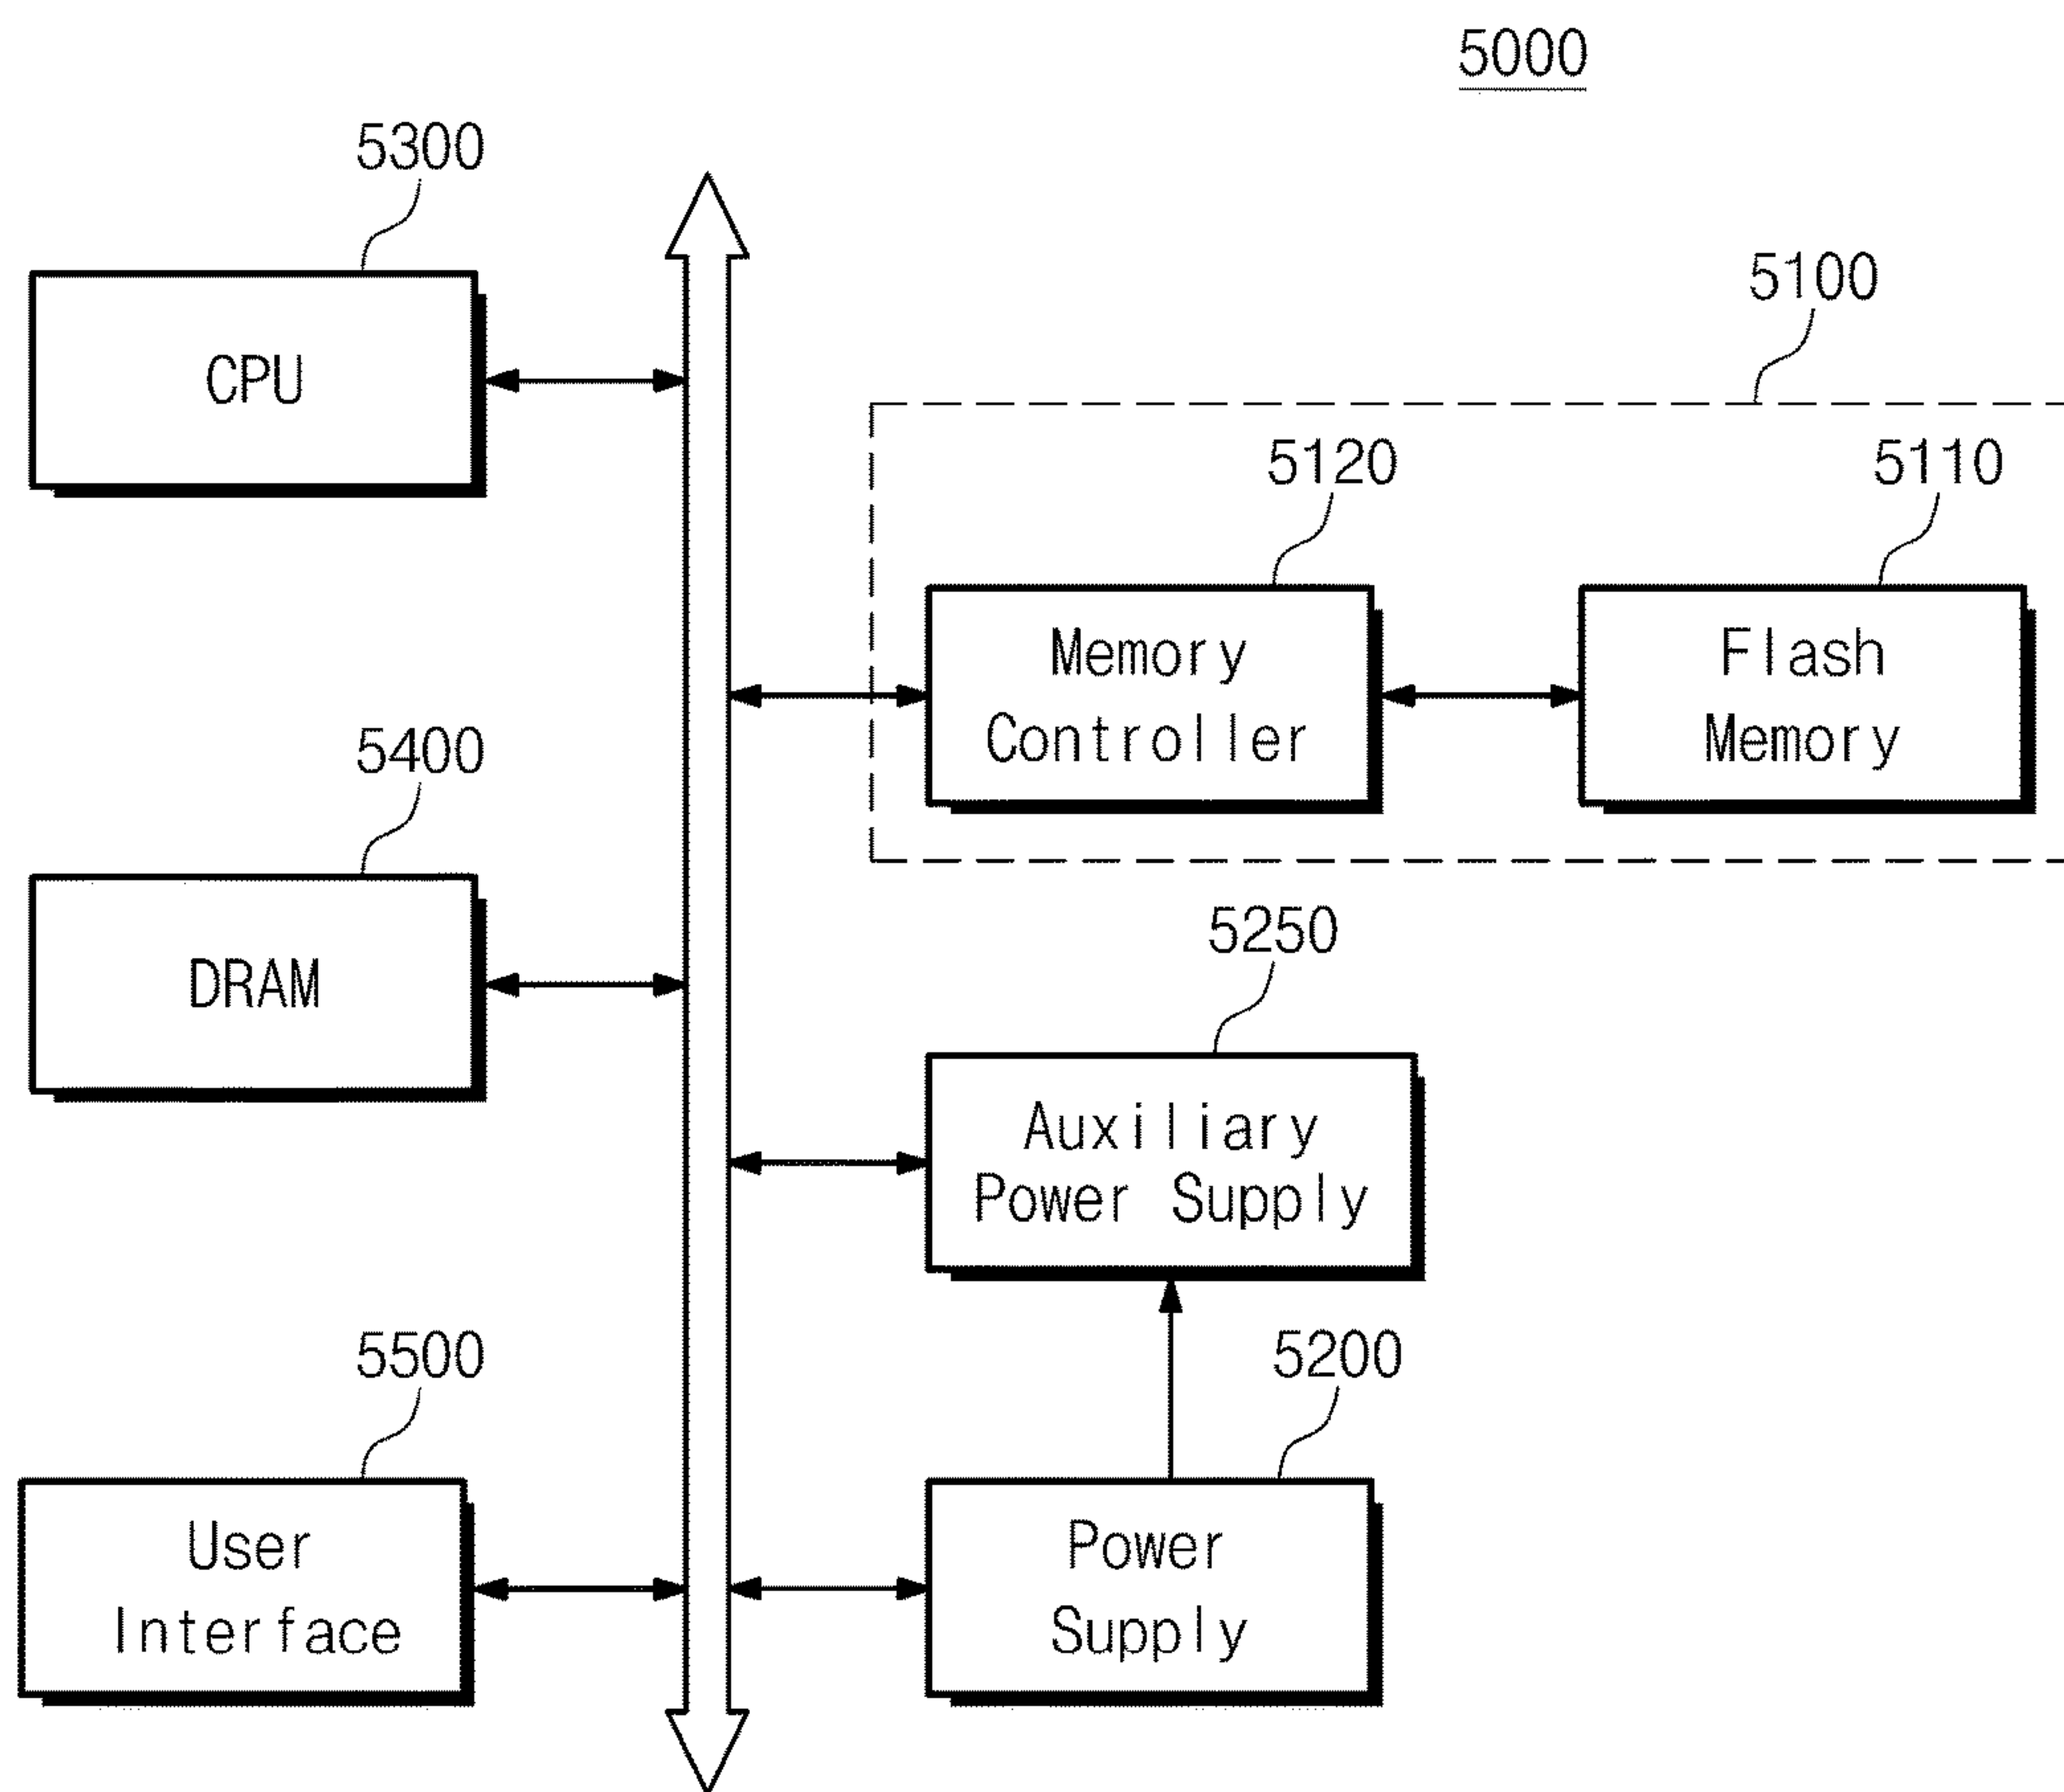 5000
5300
CPU
5100
5120
5110
Memory
Controller
Flash
Memory
5400
DRAM
5250
Auxiliary
Power Supply
5500
User
Interface
5200
Power
Supply